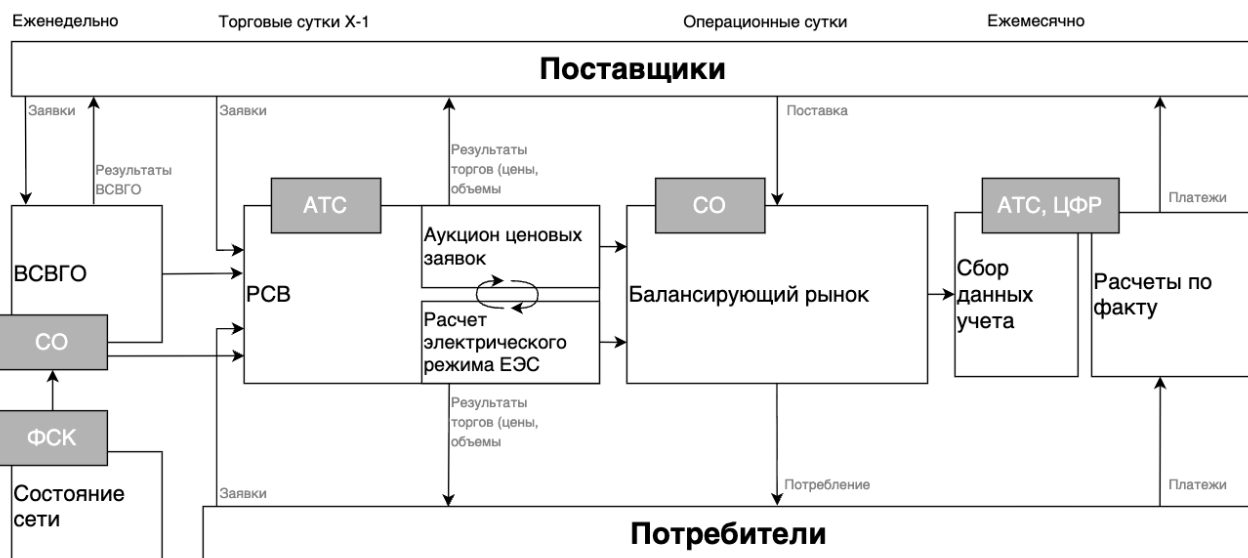 Еженедельно
Торговые сутки X-1
Операционные сутки
Ежемесячно
Поставщики
Заявки
Заявки
Поставка
Результаты
ВСВГО
Результаты
торгов (цены,
объемы
Платежи
АТС
СО
АТС, ЦФР
ВСВГО
РСВ
Аукцион ценовых
заявок
Расчет
электрического
режима ЕЭС
Балансирующий рынок
Сбор
данных
учета
Расчеты по
факту
СО
ФСК
Состояние
сети
Результаты
торгов (цены,
объемы
Заявки
Потребление
Платежи
Потребители